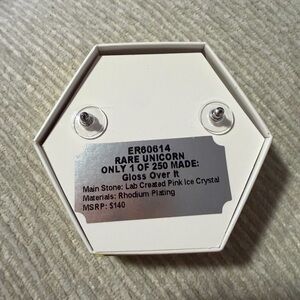 ER60614
RARE UNICORN
ONLY 1 OF 250 MADE:
Gloss Over It
Main Stone: Lab Created Pink Ice Crystal
Materials: Rhodium Plating
MSRP: $140